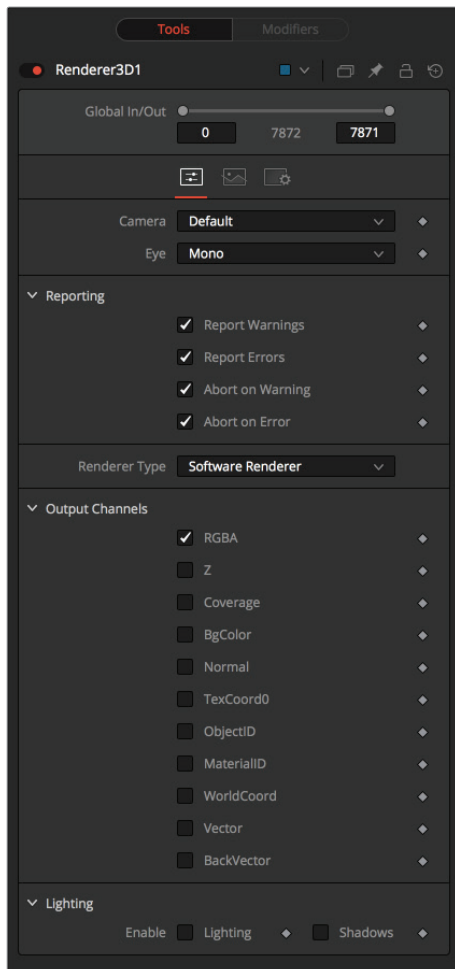 Tools Modifiers
Renderer3D1
Global In/Out
0 7872 7871
Camera Default
Eye Mono
Reporting
Report Warnings
Report Errors
Abort on Warning
Abort on Error
Renderer Type Software Renderer
Output Channels
RGBA
Z
Coverage
BgColor
Normal
TexCoord0
ObjectID
MaterialID
WorldCoord
Vector
BackVector
Lighting
Enable Lighting Shadows